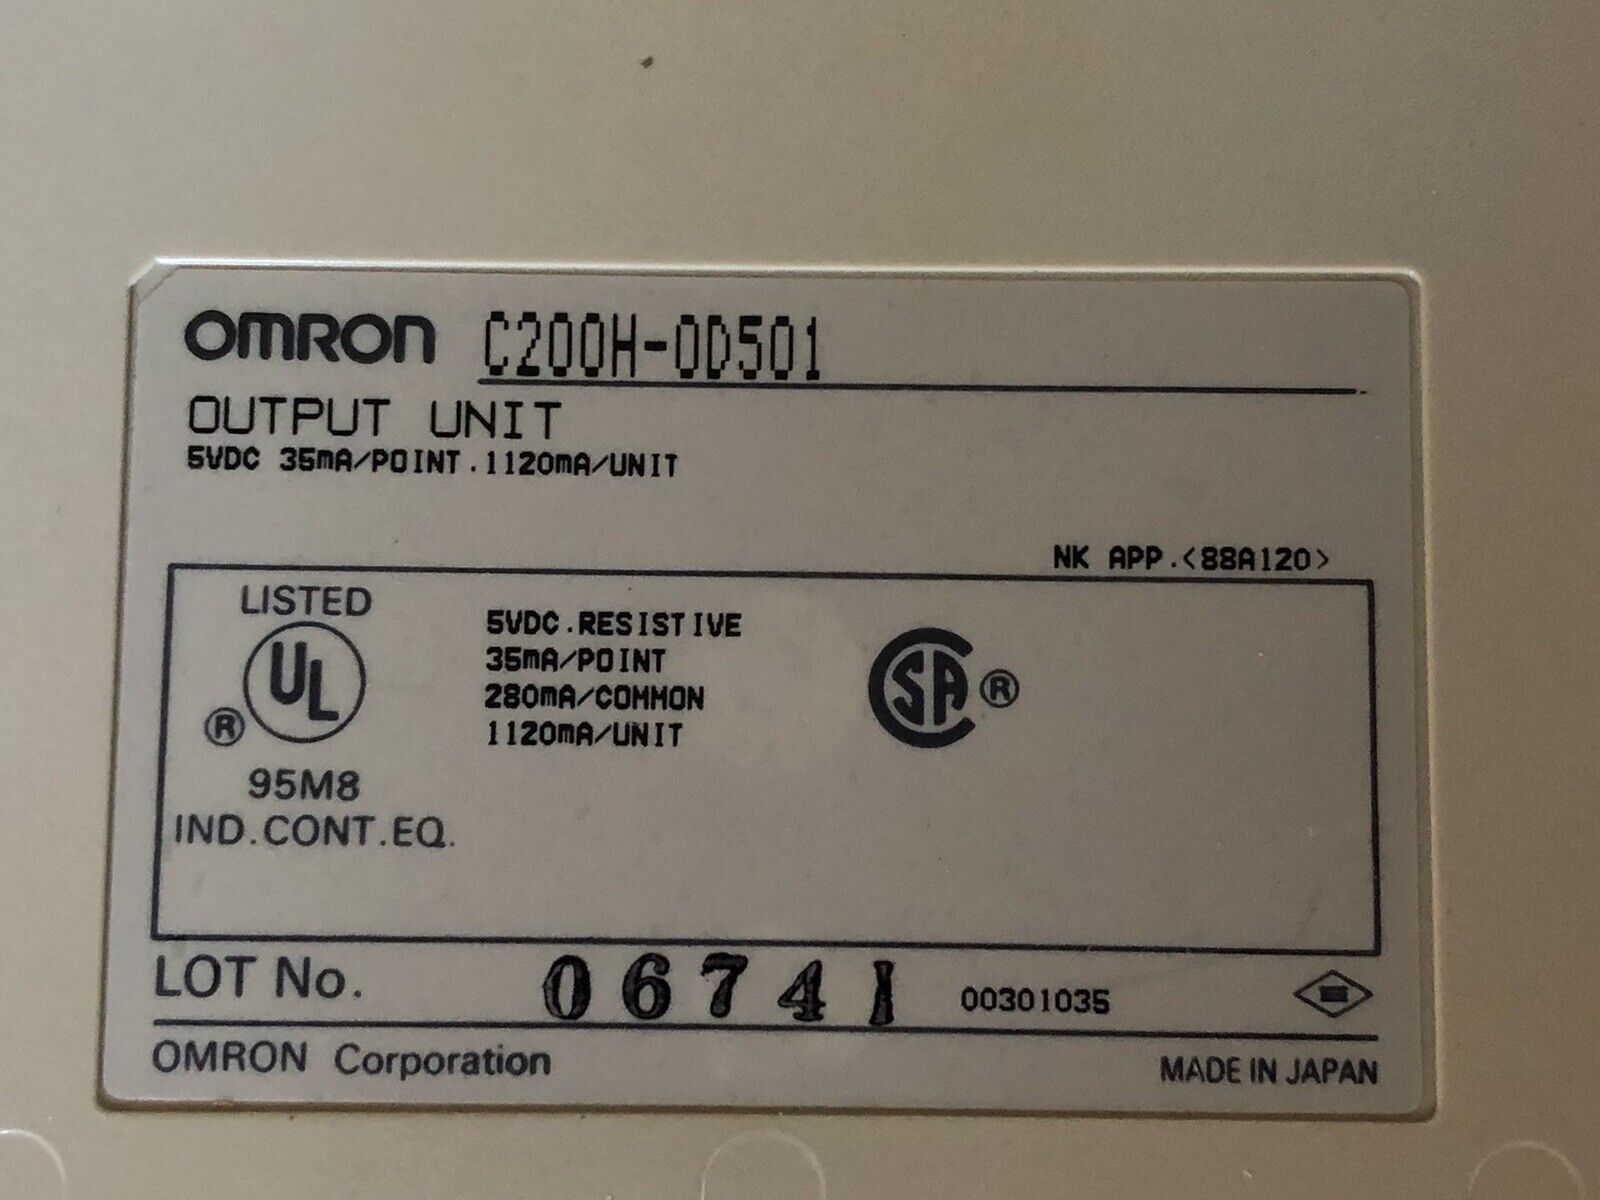 OMRON C200H-OD501
OUTPUT UNIT
5VDC 35mA/POINT.1120mA/UNIT
NK APP.<88A120>
LISTED
UL
®
95M8
IND.CONT.EQ.
5VDC.RESISTIVE
35mA/POINT
280mA/COMMON
1120mA/UNIT
CSA ®
LOT No. 06741 00301035
OMRON Corporation MADE IN JAPAN